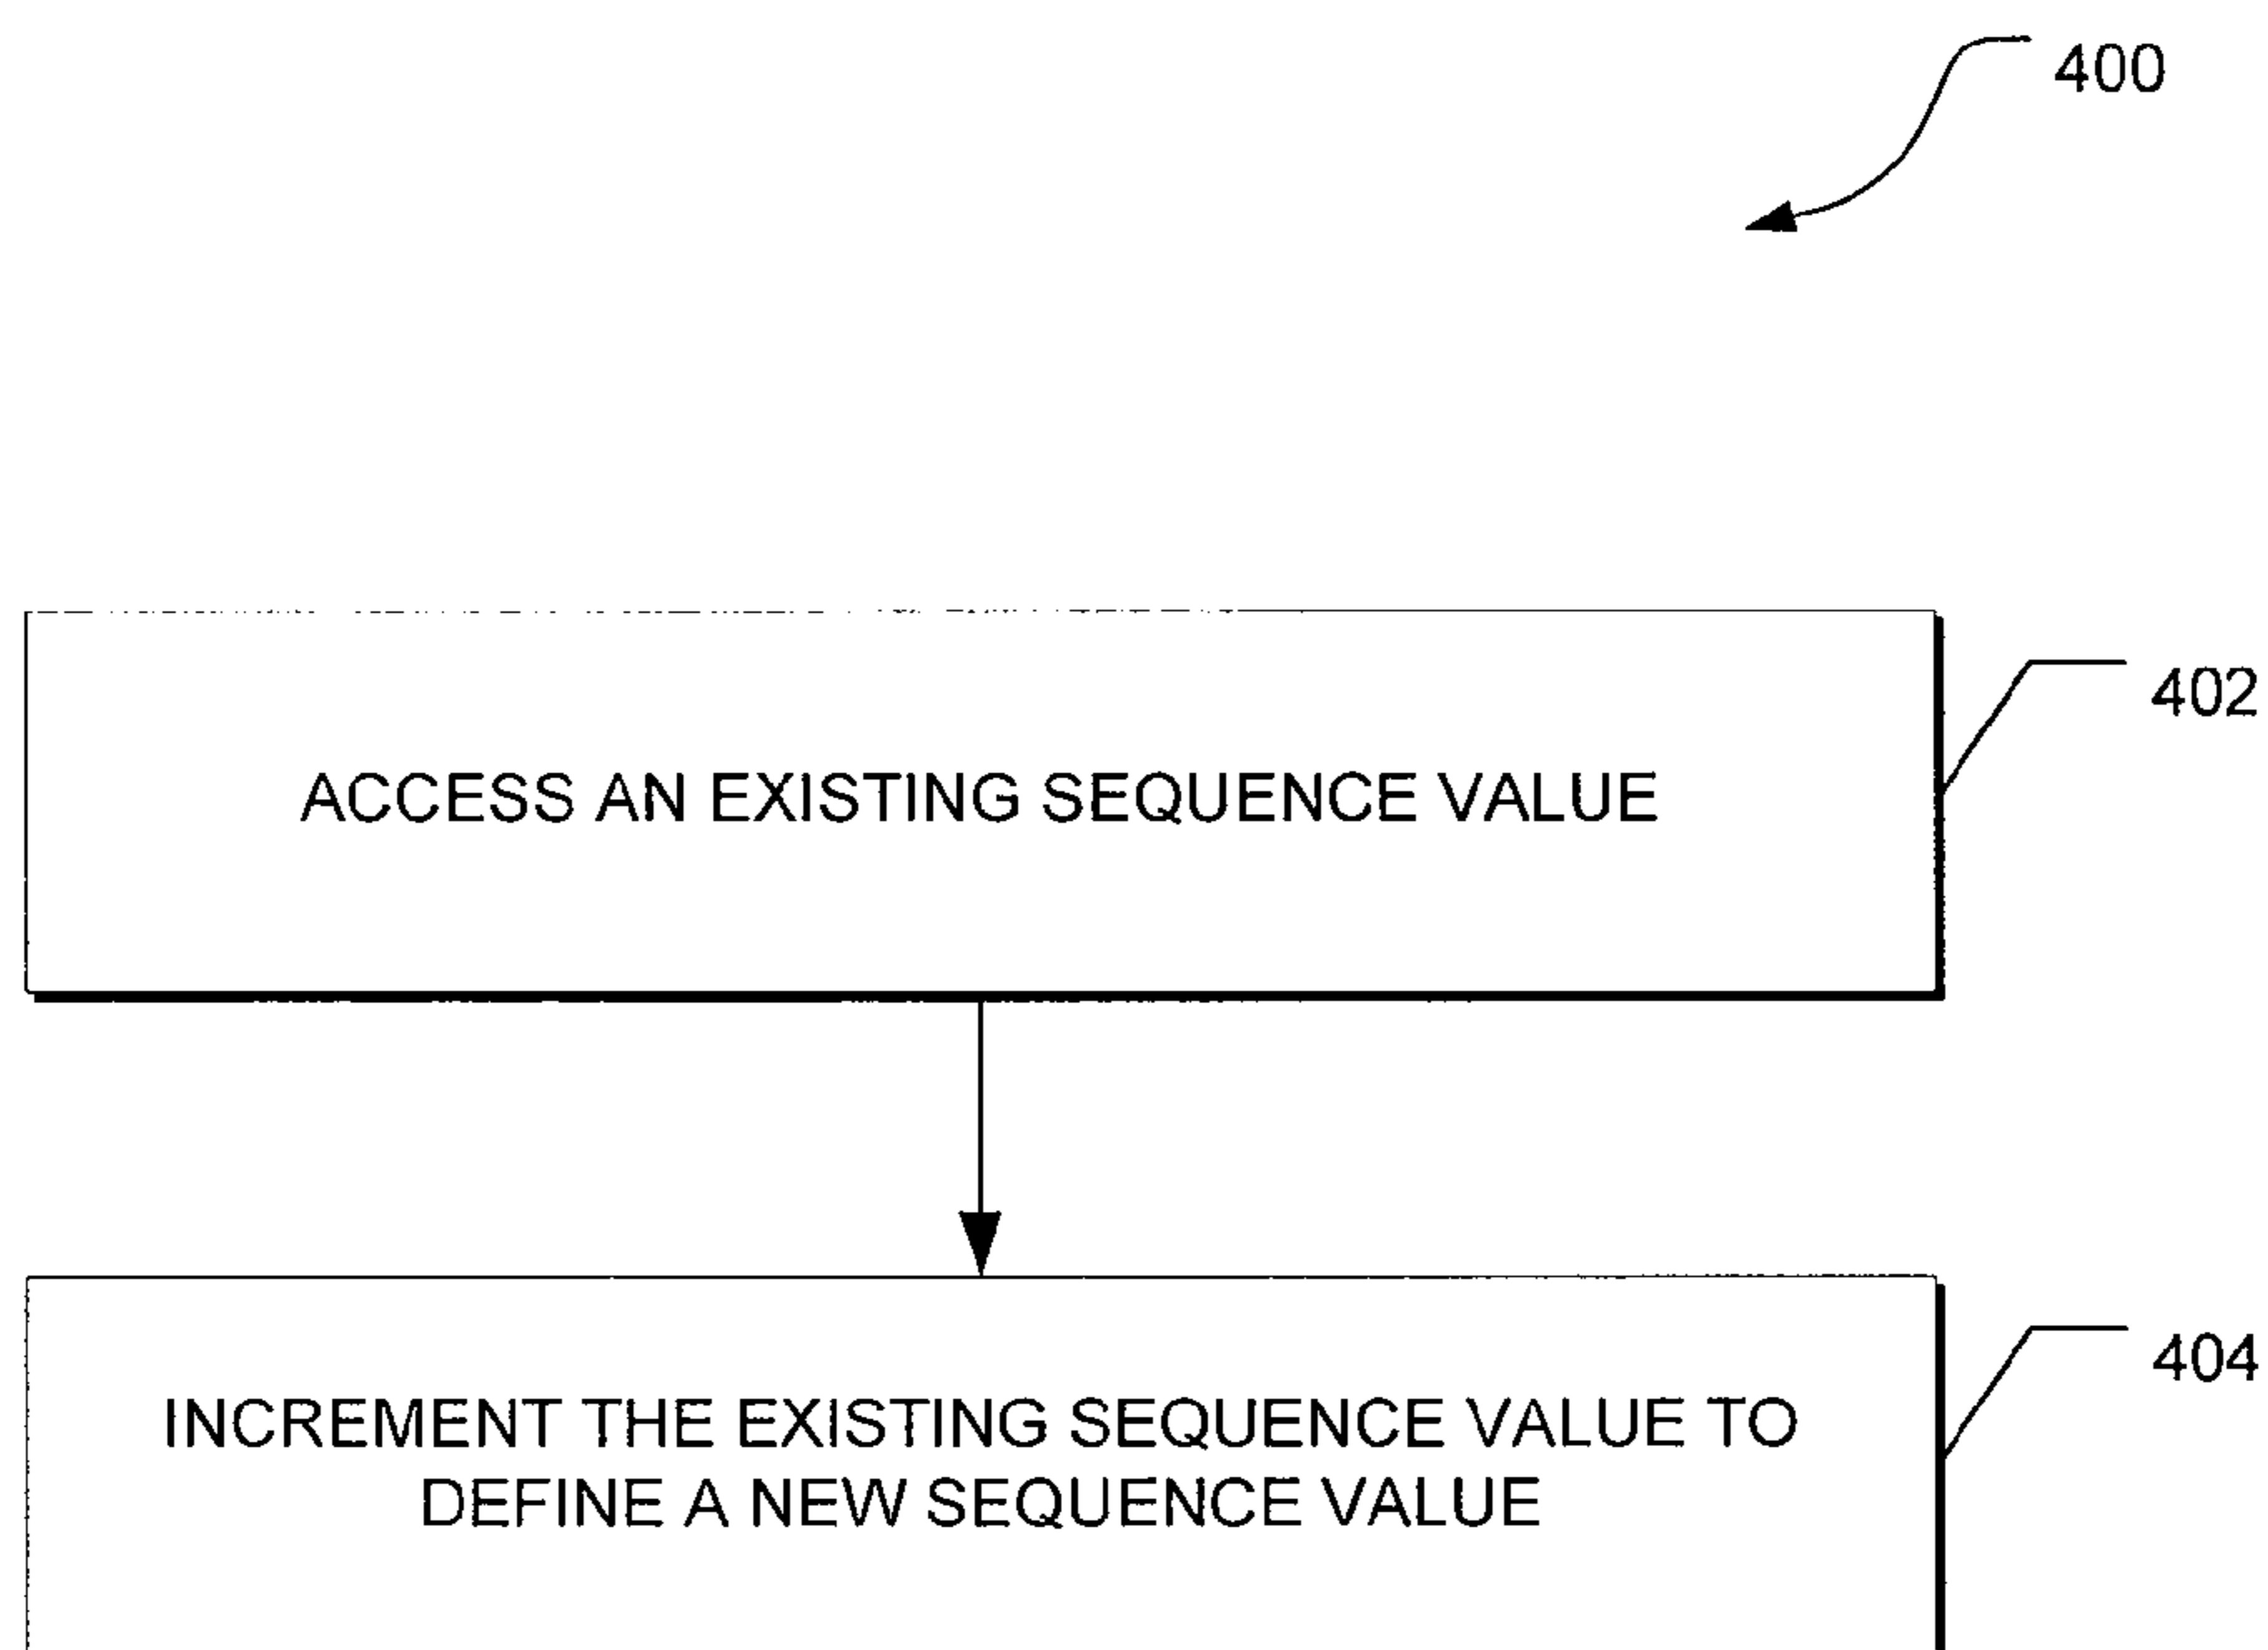 400
402
ACCESS AN EXISTING SEQUENCE VALUE
404
INCREMENT THE EXISTING SEQUENCE VALUE TO
DEFINE A NEW SEQUENCE VALUE